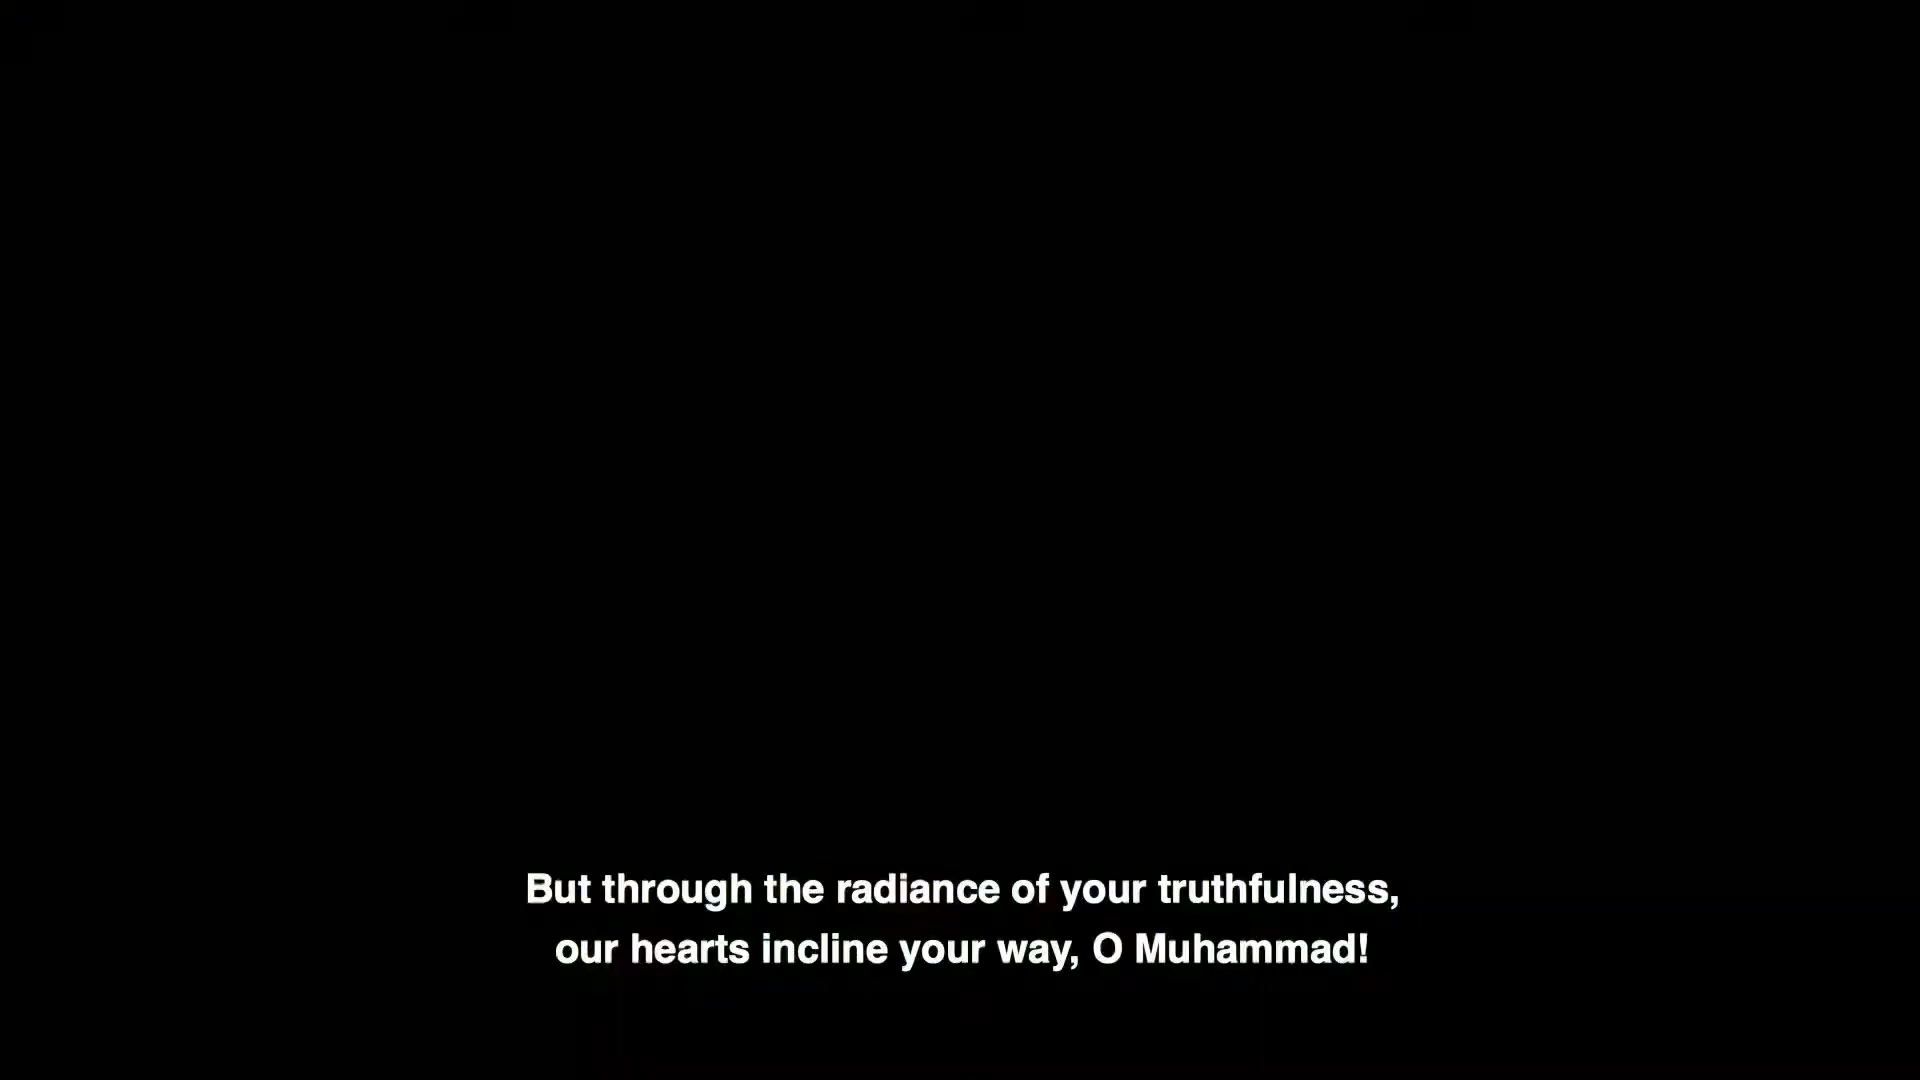 But through the radiance of your truthfulness,
our hearts incline your way, O Muhammad!